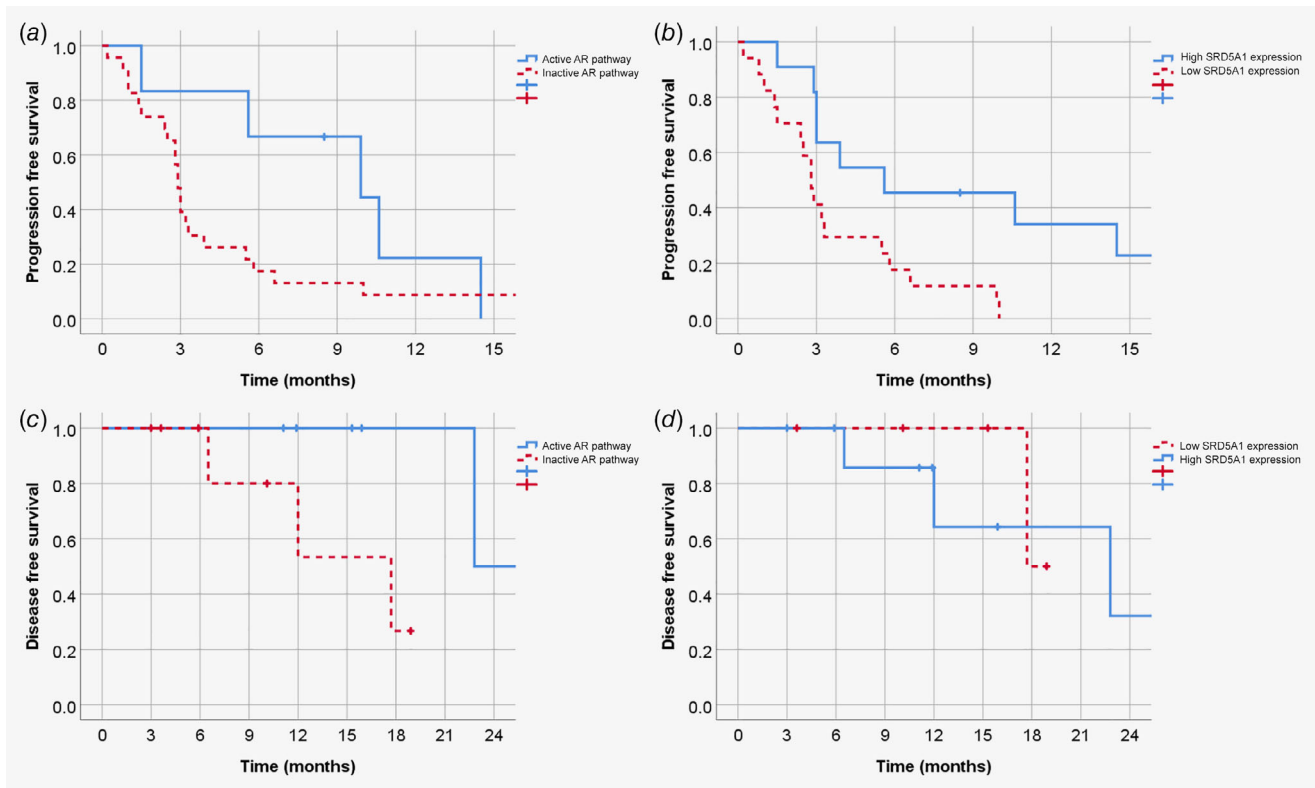 (a)
Progression free survival
1.0
0.8
0.6
0.4
0.2
0.0
0 3 6 9 12 15
Time (months)
Active AR pathway
Inactive AR pathway
(b)
Progression free survival
1.0
0.8
0.6
0.4
0.2
0.0
0 3 6 9 12 15
Time (months)
High SRD5A1 expression
Low SRD5A1 expression
(c)
Disease free survival
1.0
0.8
0.6
0.4
0.2
0.0
0 3 6 9 12 15 18 21 24
Time (months)
Active AR pathway
Inactive AR pathway
(d)
Disease free survival
1.0
0.8
0.6
0.4
0.2
0.0
0 3 6 9 12 15 18 21 24
Time (months)
Low SRD5A1 expression
High SRD5A1 expression